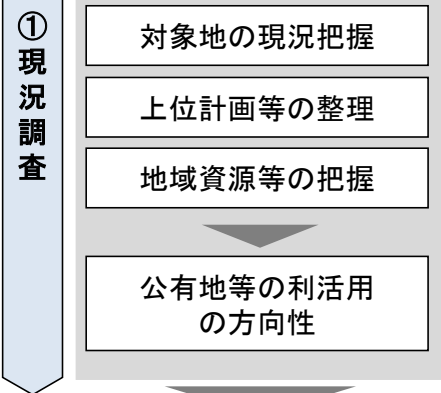 ①現況調査
対象地の現況把握
上位計画等の整理
地域資源等の把握
公有地等の利活用
の方向性